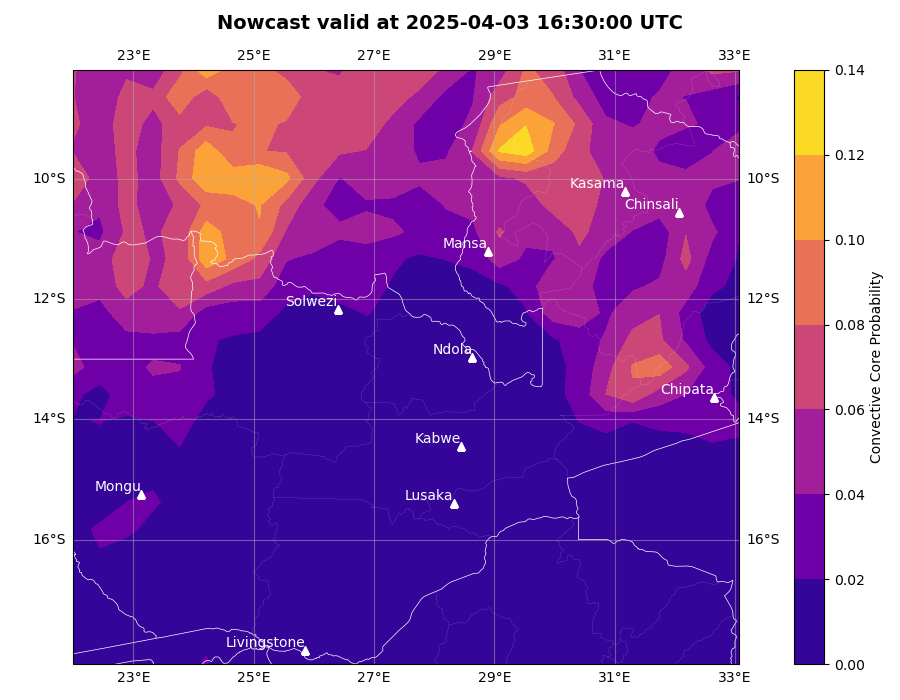 Nowcast valid at 2025-04-03 16:30:00 UTC
23°E 25°E 27°E 29°E 31°E 33°E
10°S 10°S
12°S 12°S
14°S 14°S
16°S 16°S
Kasama
Chinsali
Mansa
Solwezi
Ndola
Chipata
Kabwe
Mongu
Lusaka
Livingstone
23°E 25°E 27°E 29°E 31°E 33°E
0.14
0.12
0.10
0.08
0.06
0.04
0.02
0.00
Convective Core Probability